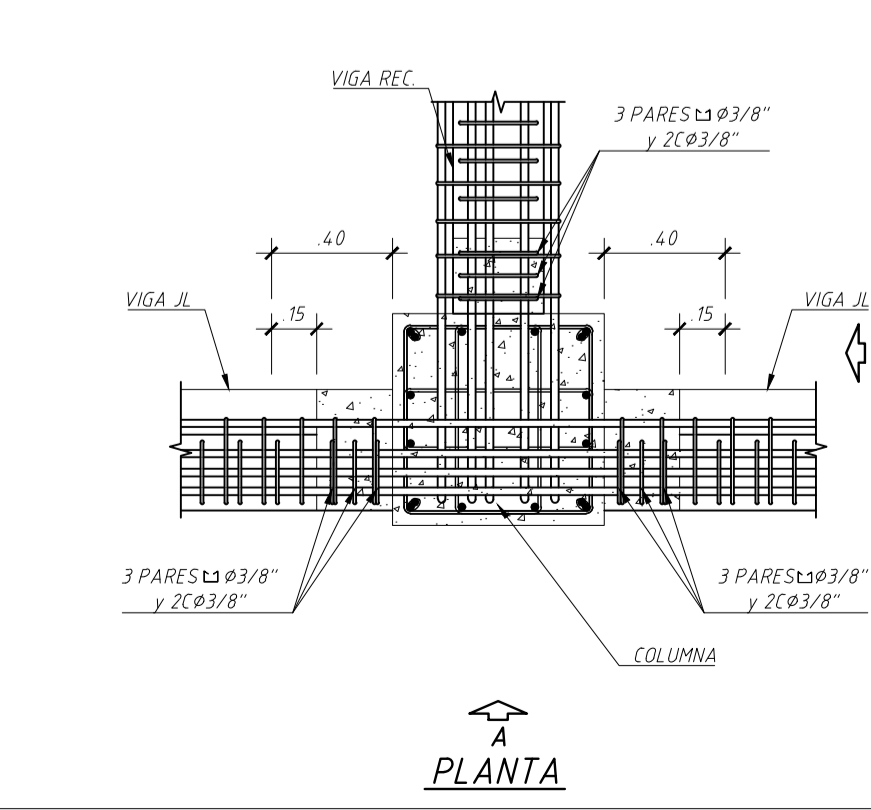 VIGA REC.
3 PARES Ø3/8"
y 2CØ3/8"
.40
.40
VIGA JL
.15
.15
VIGA JL
3 PARES Ø3/8"
y 2CØ3/8"
3 PARES Ø3/8"
y 2CØ3/8"
COLUMNA
A
PLANTA